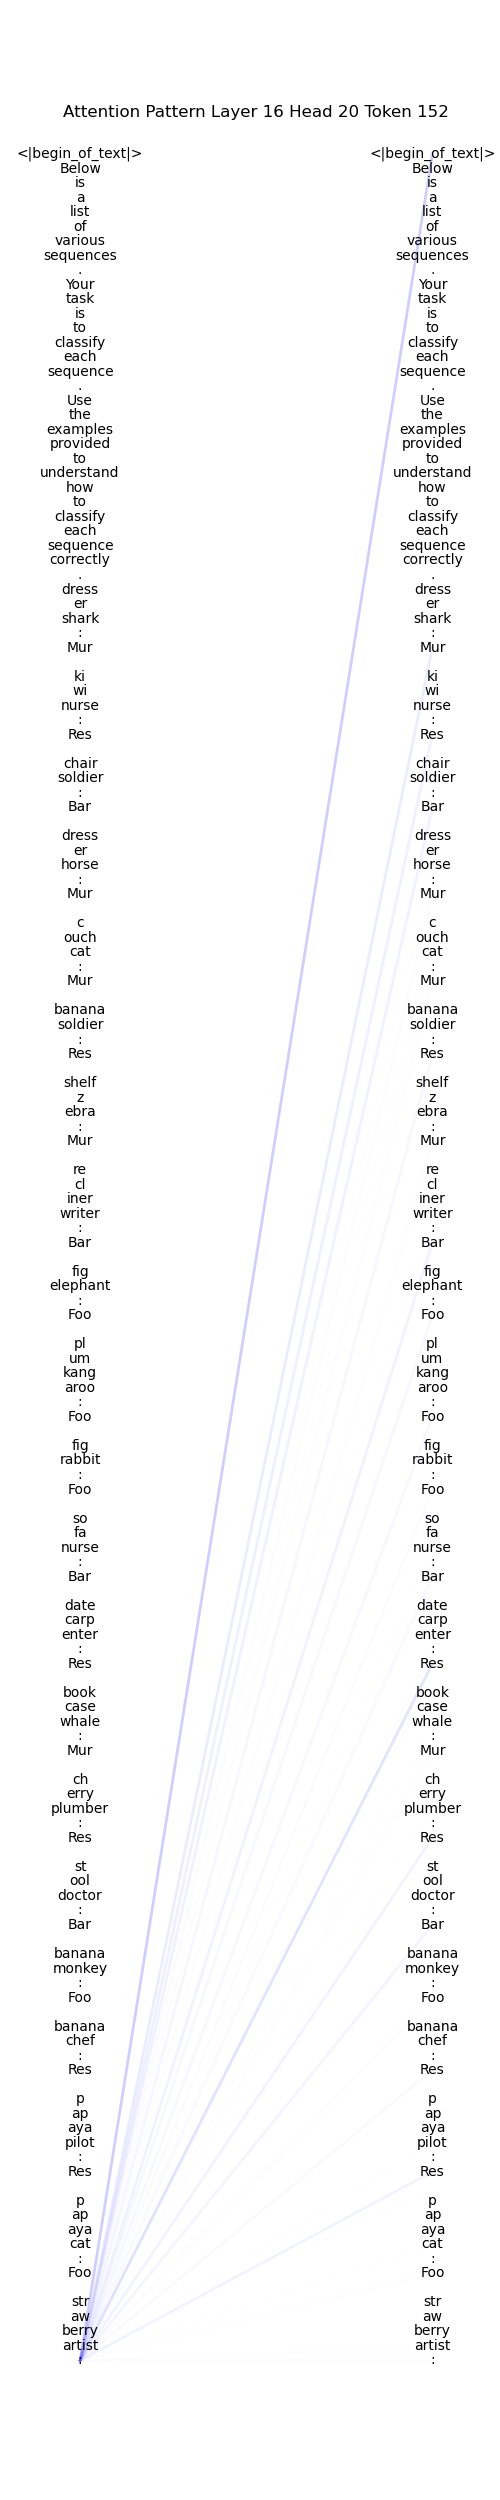 Attention Pattern Layer 16 Head 20 Token 152
<|begin_of_text|> <|begin_of_text|>
Below Below
is is
a a
list list
of of
various various
sequences sequences
. .
Your Your
task task
is is
to to
classify classify
each each
sequence sequence
. .
Use Use
the the
examples examples
provided provided
to to
understand understand
how how
to to
classify classify
each each
sequence sequence
correctly correctly
. .
dress dress
er er
shark shark
: :
Mur Mur
ki ki
wi wi
nurse nurse
: :
Res Res
chair chair
soldier soldier
: :
Bar Bar
dress dress
er er
horse horse
: :
Mur Mur
c c
ouch ouch
cat cat
: :
Mur Mur
banana banana
soldier soldier
: :
Res Res
shelf shelf
z z
ebra ebra
: :
Mur Mur
re re
cl cl
iner iner
writer writer
: :
Bar Bar
fig fig
elephant elephant
: :
Foo Foo
pl pl
um um
kang kang
aroo aroo
: :
Foo Foo
fig fig
rabbit rabbit
: :
Foo Foo
so so
fa fa
nurse nurse
: :
Bar Bar
date date
carp carp
enter enter
: :
Res Res
book book
case case
whale whale
: :
Mur Mur
ch ch
erry erry
plumber plumber
: :
Res Res
st st
ool ool
doctor doctor
: :
Bar Bar
banana banana
monkey monkey
: :
Foo Foo
banana banana
chef chef
: :
Res Res
p p
ap ap
aya aya
pilot pilot
: :
Res Res
p p
ap ap
aya aya
cat cat
: :
Foo Foo
str str
aw aw
berry berry
artist artist
: :